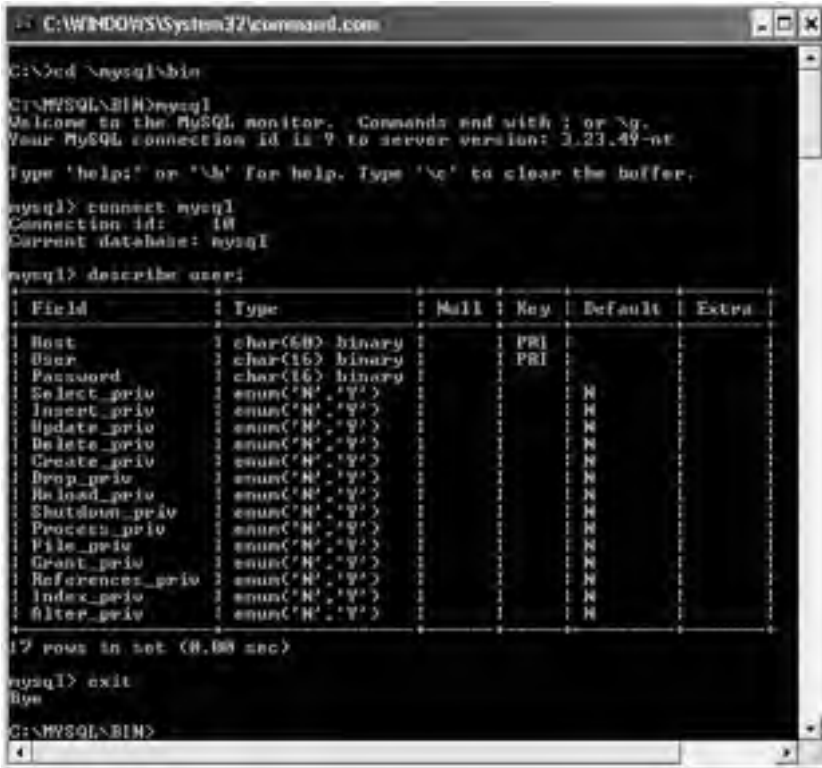 C:\WINDOWS\System32\command.com
C:\>cd \mysql\bin
C:\MYSQL\BIN>mysql
Welcome to the MySQL monitor. Commands end with ; or \g.
Your MySQL connection id is 9 to server version: 3.23.49-nt
Type 'help;' or '\h' for help. Type '\c' to clear the buffer.
mysql> connect mysql
Connection id: 10
Current database: mysql
mysql> describe user;
| Field | Type | Null | Key | Default | Extra |
| Host | char(60) binary | | PRI | | |
| User | char(16) binary | | PRI | | |
| Password | char(16) binary | | | | |
| Select_priv | enum('N','Y') | | | N | |
| Insert_priv | enum('N','Y') | | | N | |
| Update_priv | enum('N','Y') | | | N | |
| Delete_priv | enum('N','Y') | | | N | |
| Create_priv | enum('N','Y') | | | N | |
| Drop_priv | enum('N','Y') | | | N | |
| Reload_priv | enum('N','Y') | | | N | |
| Shutdown_priv | enum('N','Y') | | | N | |
| Process_priv | enum('N','Y') | | | N | |
| File_priv | enum('N','Y') | | | N | |
| Grant_priv | enum('N','Y') | | | N | |
| References_priv | enum('N','Y') | | | N | |
| Index_priv | enum('N','Y') | | | N | |
| Alter_priv | enum('N','Y') | | | N | |
17 rows in set (0.00 sec)
mysql> exit
Bye
C:\MYSQL\BIN>